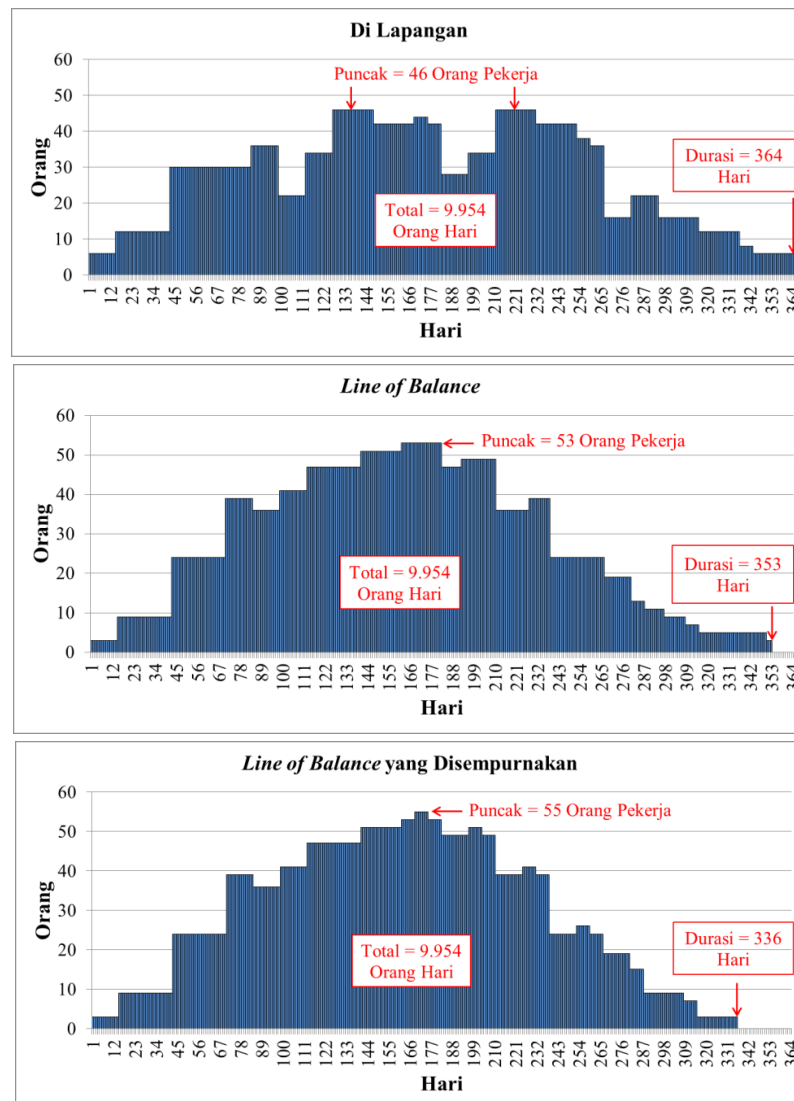 Di Lapangan
60
50
40
30
20
10
0
Orang
Puncak = 46 Orang Pekerja
Durasi = 364
Hari
Total = 9.954
Orang Hari
1 12 23 34 45 56 67 78 89 100 111 122 133 144 155 166 177 188 199 210 221 232 243 254 265 276 287 298 309 320 331 342 353 364
Hari
Line of Balance
60
50
40
30
20
10
0
Orang
Puncak = 53 Orang Pekerja
Total = 9.954
Orang Hari
Durasi = 353
Hari
1 12 23 34 45 56 67 78 89 100 111 122 133 144 155 166 177 188 199 210 221 232 243 254 265 276 287 298 309 320 331 342 353 364
Hari
Line of Balance yang Disempurnakan
60
50
40
30
20
10
0
Orang
Puncak = 55 Orang Pekerja
Total = 9.954
Orang Hari
Durasi = 336
Hari
1 12 23 34 45 56 67 78 89 100 111 122 133 144 155 166 177 188 199 210 221 232 243 254 265 276 287 298 309 320 331 342 353 364
Hari